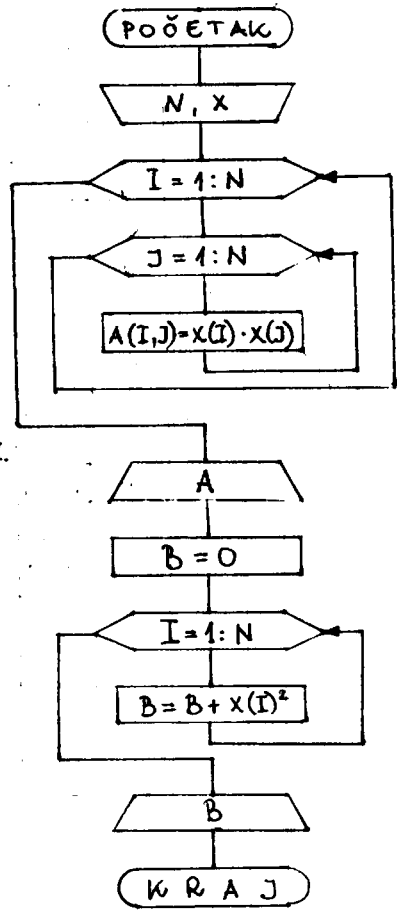 POČETAK
N, X
I = 1: N
J = 1: N
A(I,J)=X(I)·X(J)
A
B = 0
I = 1: N
B = B + X(I)²
B
KRAJ